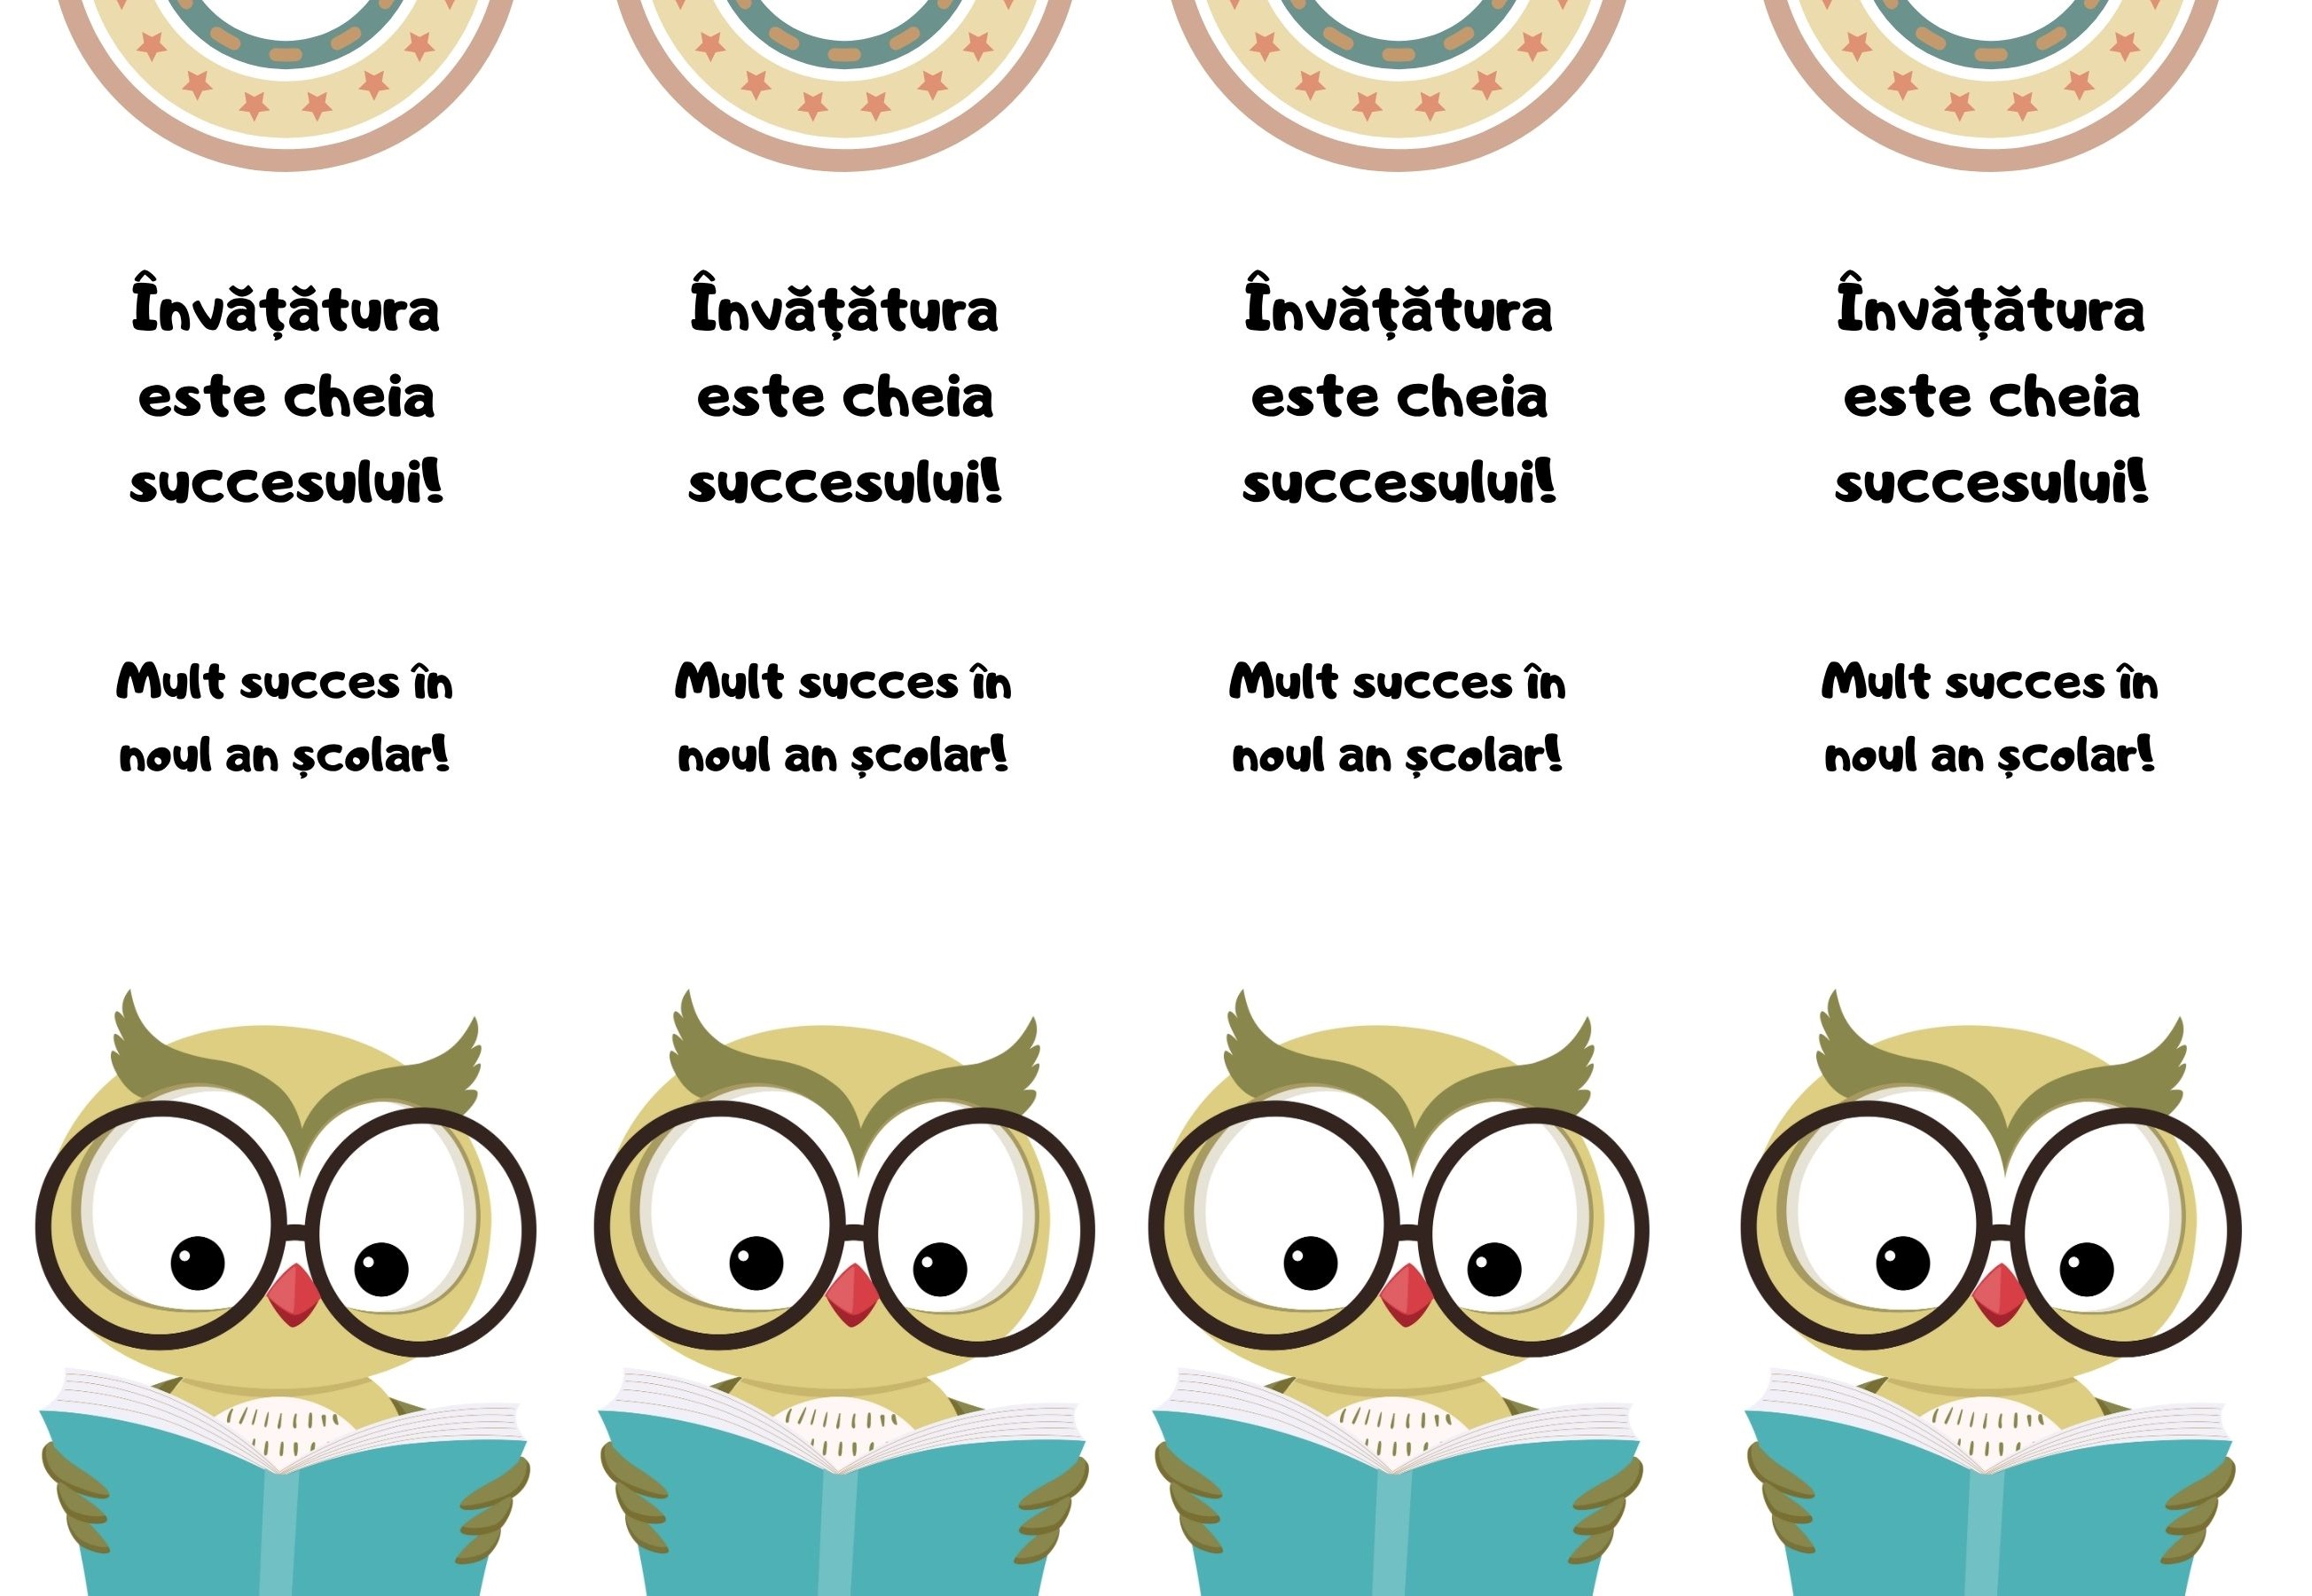 Învățătura
este cheia
succesului!
Mult succes în
noul an școlar!
Învățătura
este cheia
succesului!
Mult succes în
noul an școlar!
Învățătura
este cheia
succesului!
Mult succes în
noul an școlar!
Învățătura
este cheia
succesului!
Mult succes în
noul an școlar!